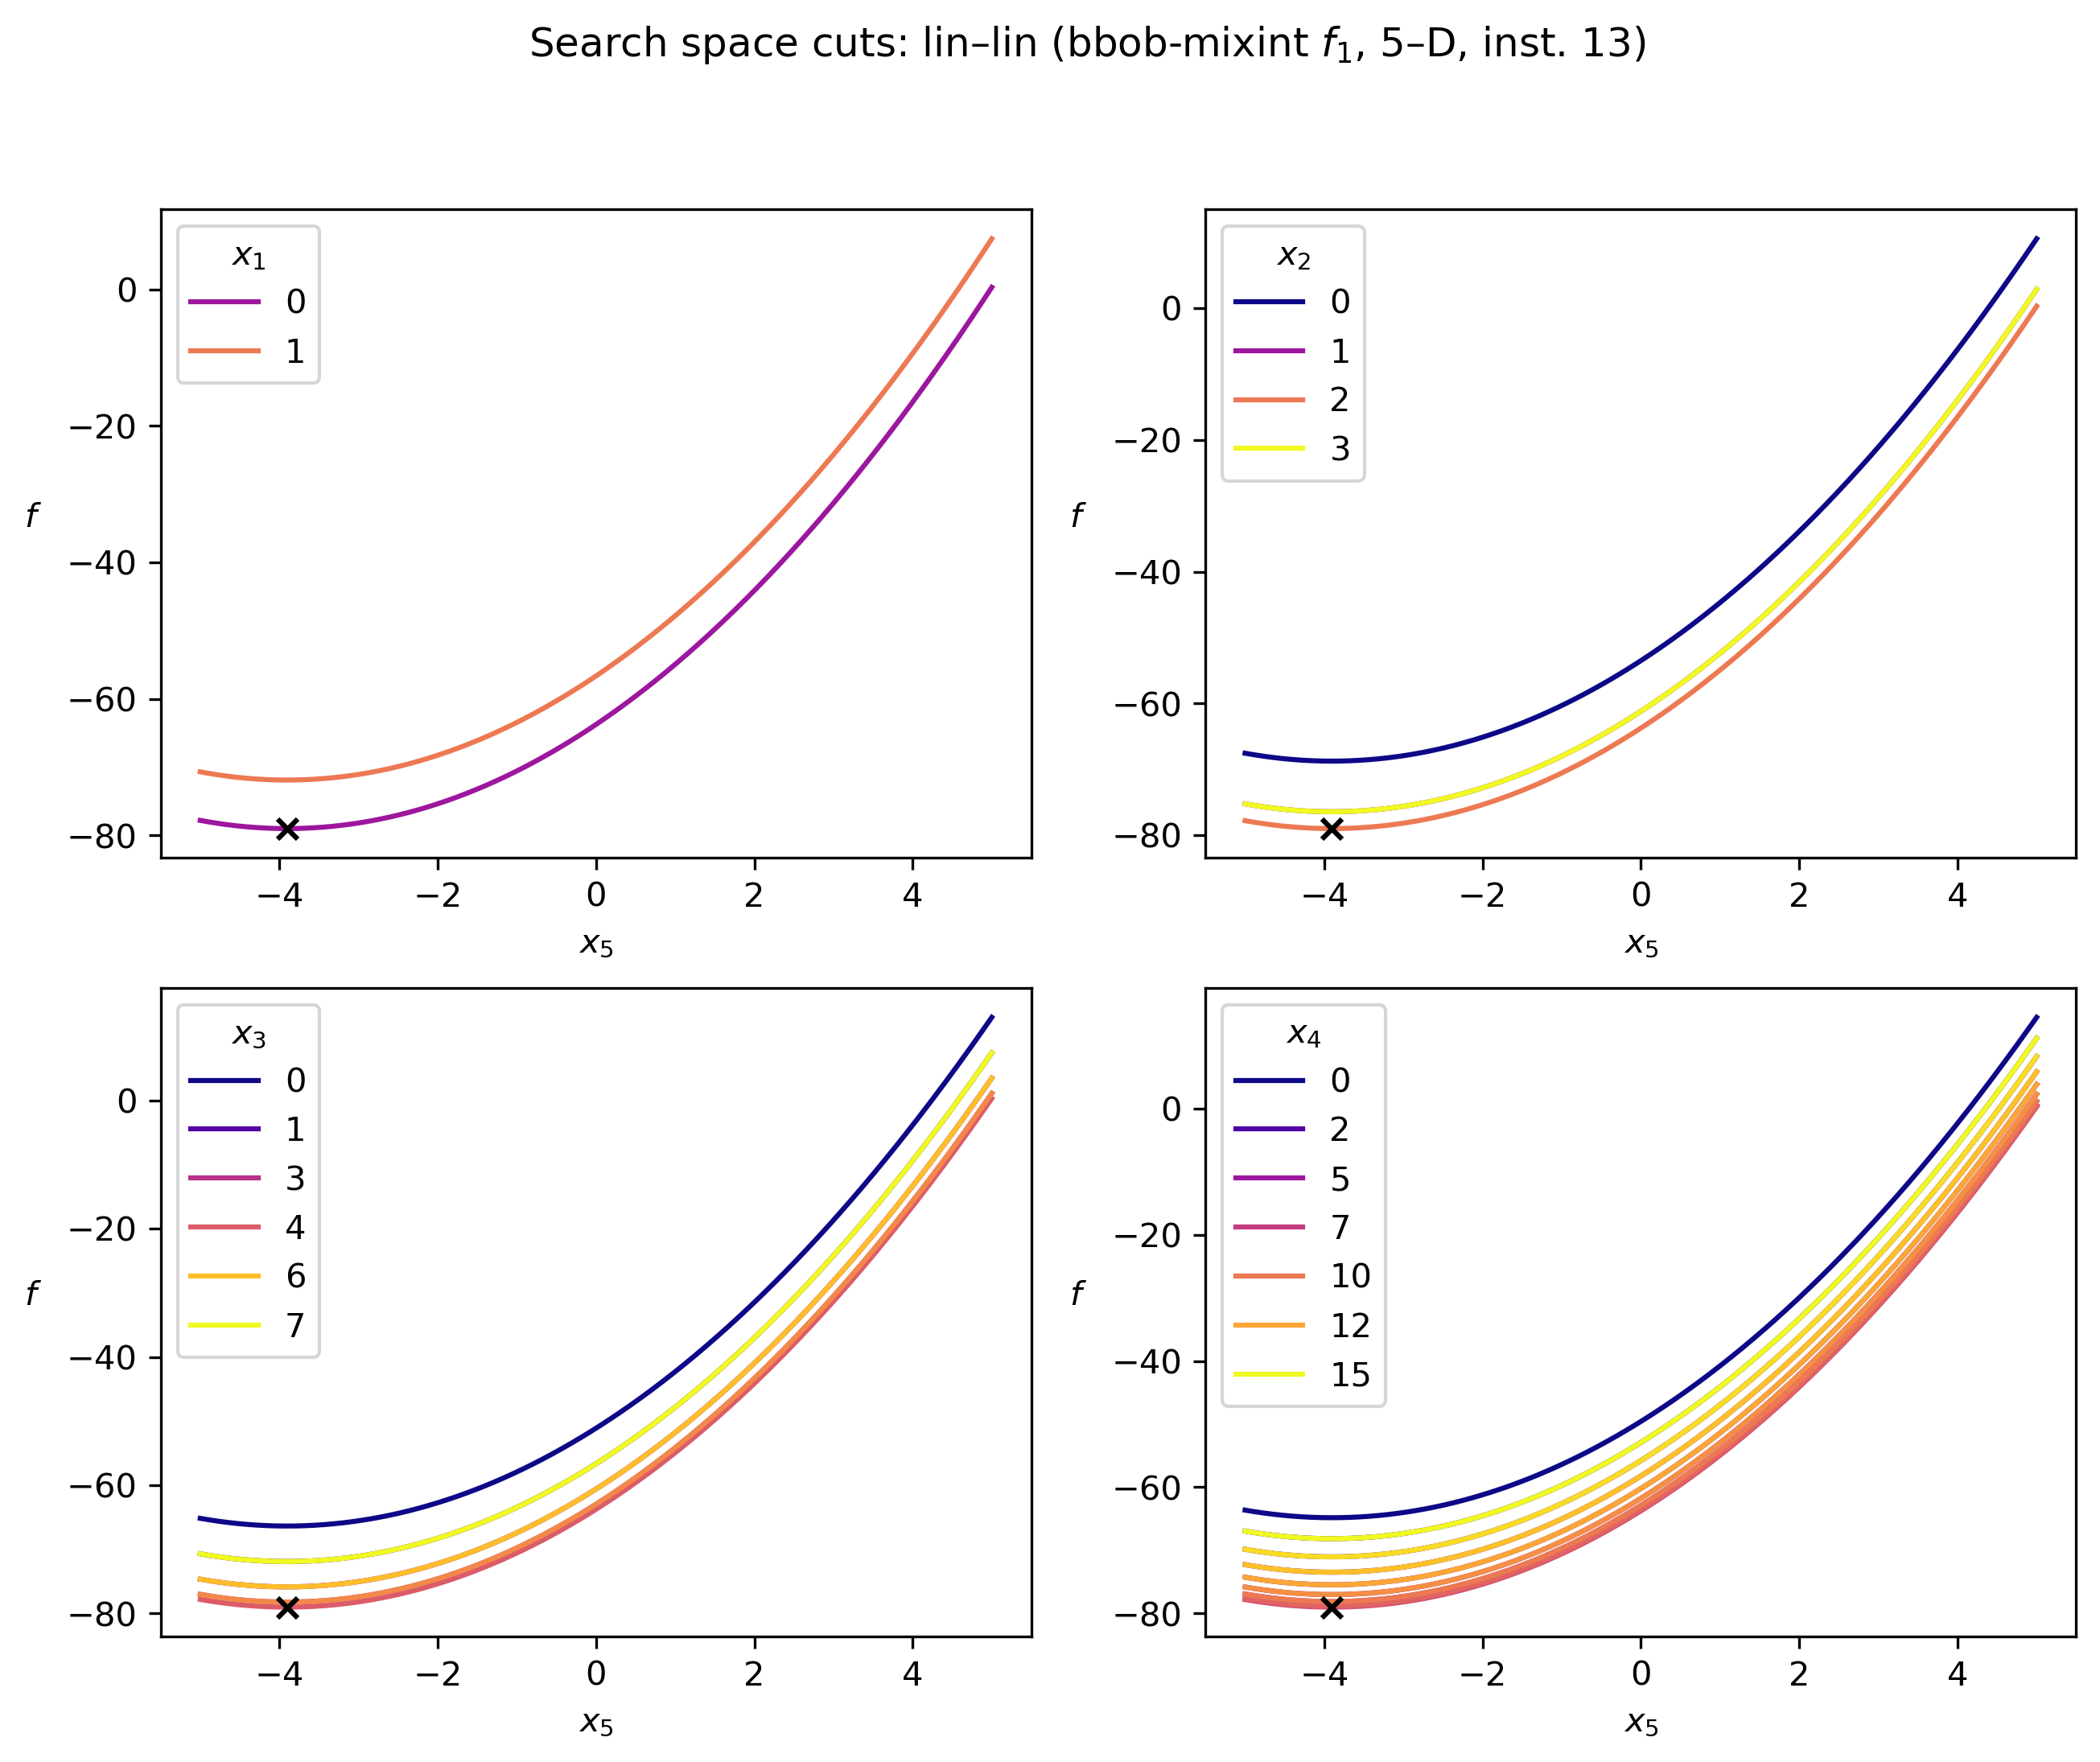 Search space cuts: lin–lin (bbob-mixint f₁, 5–D, inst. 13)
x₁
0
1
0
−20
−40
−60
−80
f
−4 −2 0 2 4
x₅
x₂
0
1
2
3
0
−20
−40
−60
−80
f
−4 −2 0 2 4
x₅
x₃
0
1
3
4
6
7
0
−20
−40
−60
−80
f
−4 −2 0 2 4
x₅
x₄
0
2
5
7
10
12
15
0
−20
−40
−60
−80
f
−4 −2 0 2 4
x₅